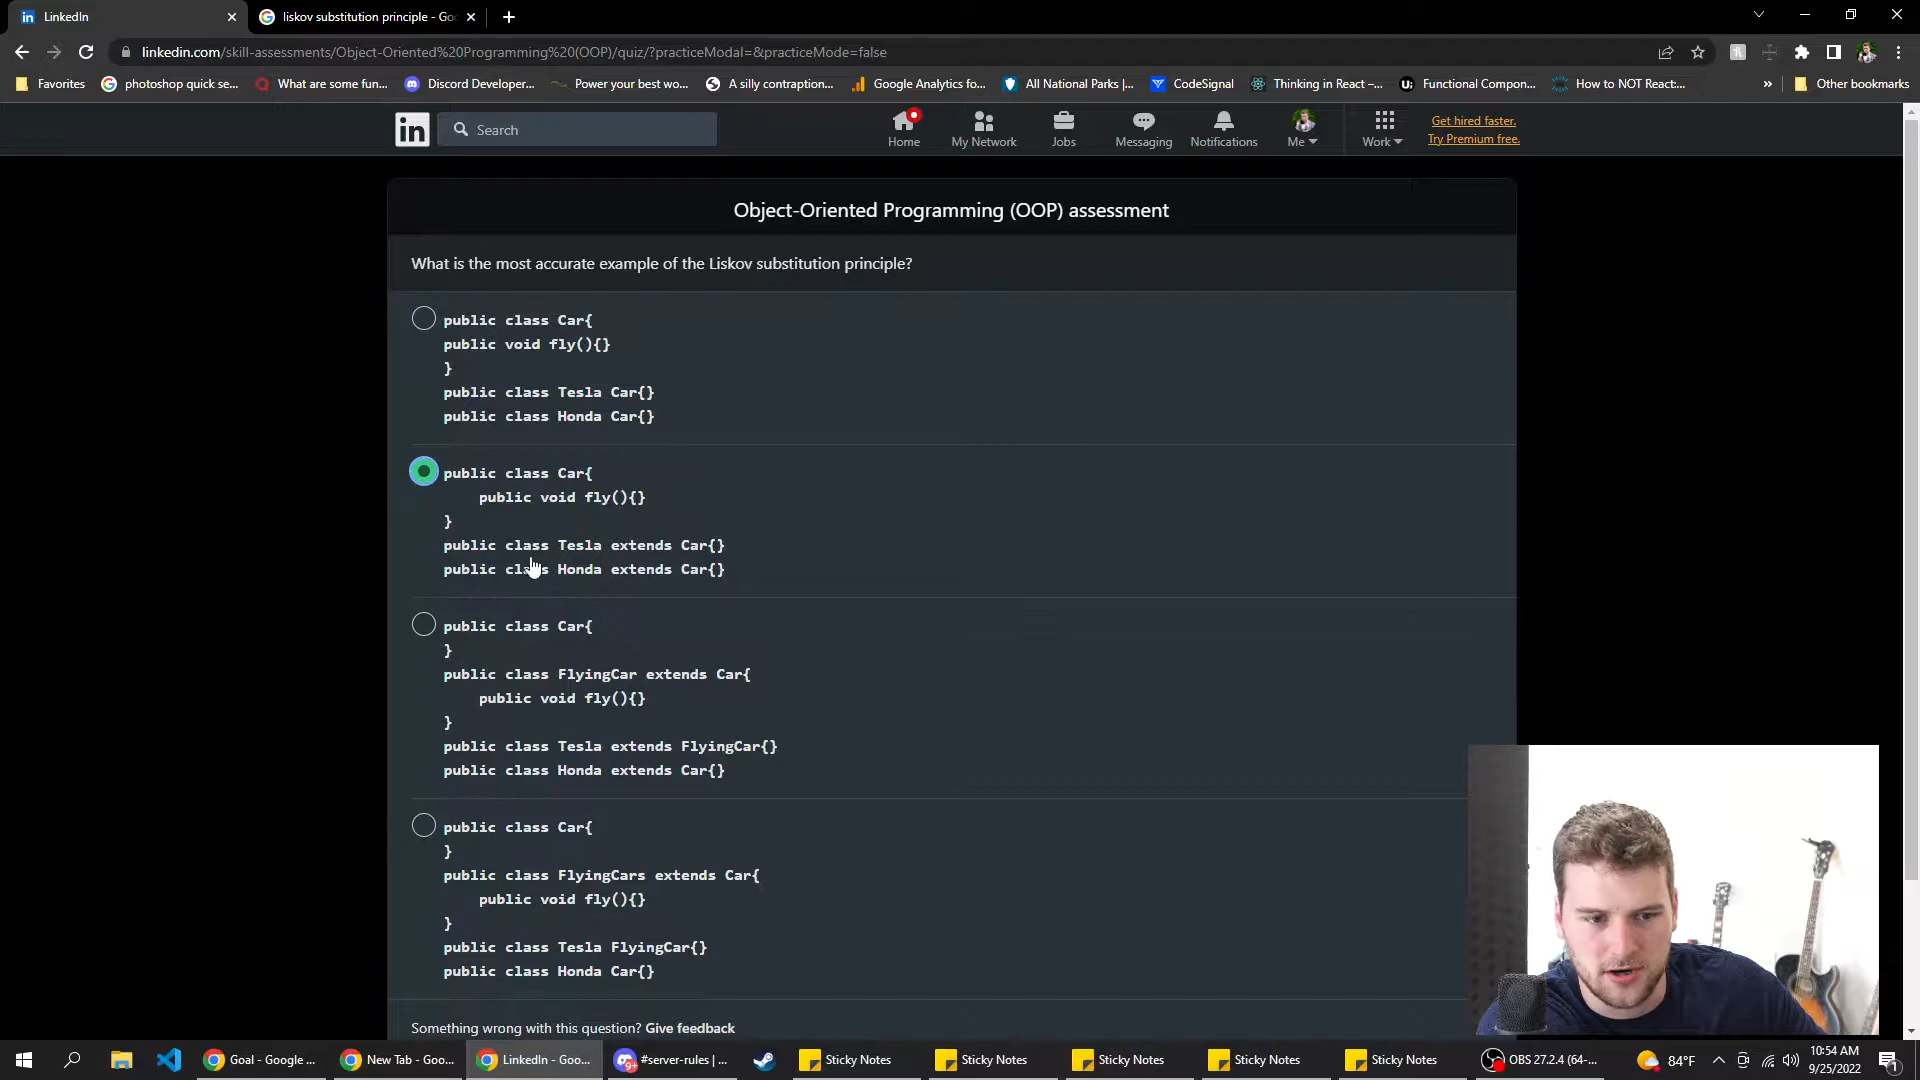 LinkedIn
liskov substitution principle - Go
linkedin.com/skill-assessments/Object-Oriented%20Programming%20(OOP)/quiz/?practiceModal=&practiceMode=false
Favorites
photoshop quick se...
What are some fun...
Discord Developer...
Power your best wo...
A silly contraption...
Google Analytics fo...
All National Parks |...
CodeSignal
Thinking in React –...
Functional Compon...
How to NOT React:...
»
Other bookmarks
in
Search
Home
My Network
Jobs
Messaging
Notifications
Me
Work
Get hired faster.
Try Premium free.
Object-Oriented Programming (OOP) assessment
What is the most accurate example of the Liskov substitution principle?
public class Car{
public void fly(){}
}
public class Tesla Car{}
public class Honda Car{}
public class Car{
public void fly(){}
}
public class Tesla extends Car{}
public class Honda extends Car{}
public class Car{
}
public class FlyingCar extends Car{
public void fly(){}
}
public class Tesla extends FlyingCar{}
public class Honda extends Car{}
public class Car{
}
public class FlyingCars extends Car{
public void fly(){}
}
public class Tesla FlyingCar{}
public class Honda Car{}
Something wrong with this question? Give feedback
Goal - Google ...
New Tab - Goo...
LinkedIn - Goo...
9+
#server-rules | ...
Sticky Notes
Sticky Notes
Sticky Notes
Sticky Notes
Sticky Notes
OBS 27.2.4 (64-...
84°F
10:54 AM
9/25/2022
1